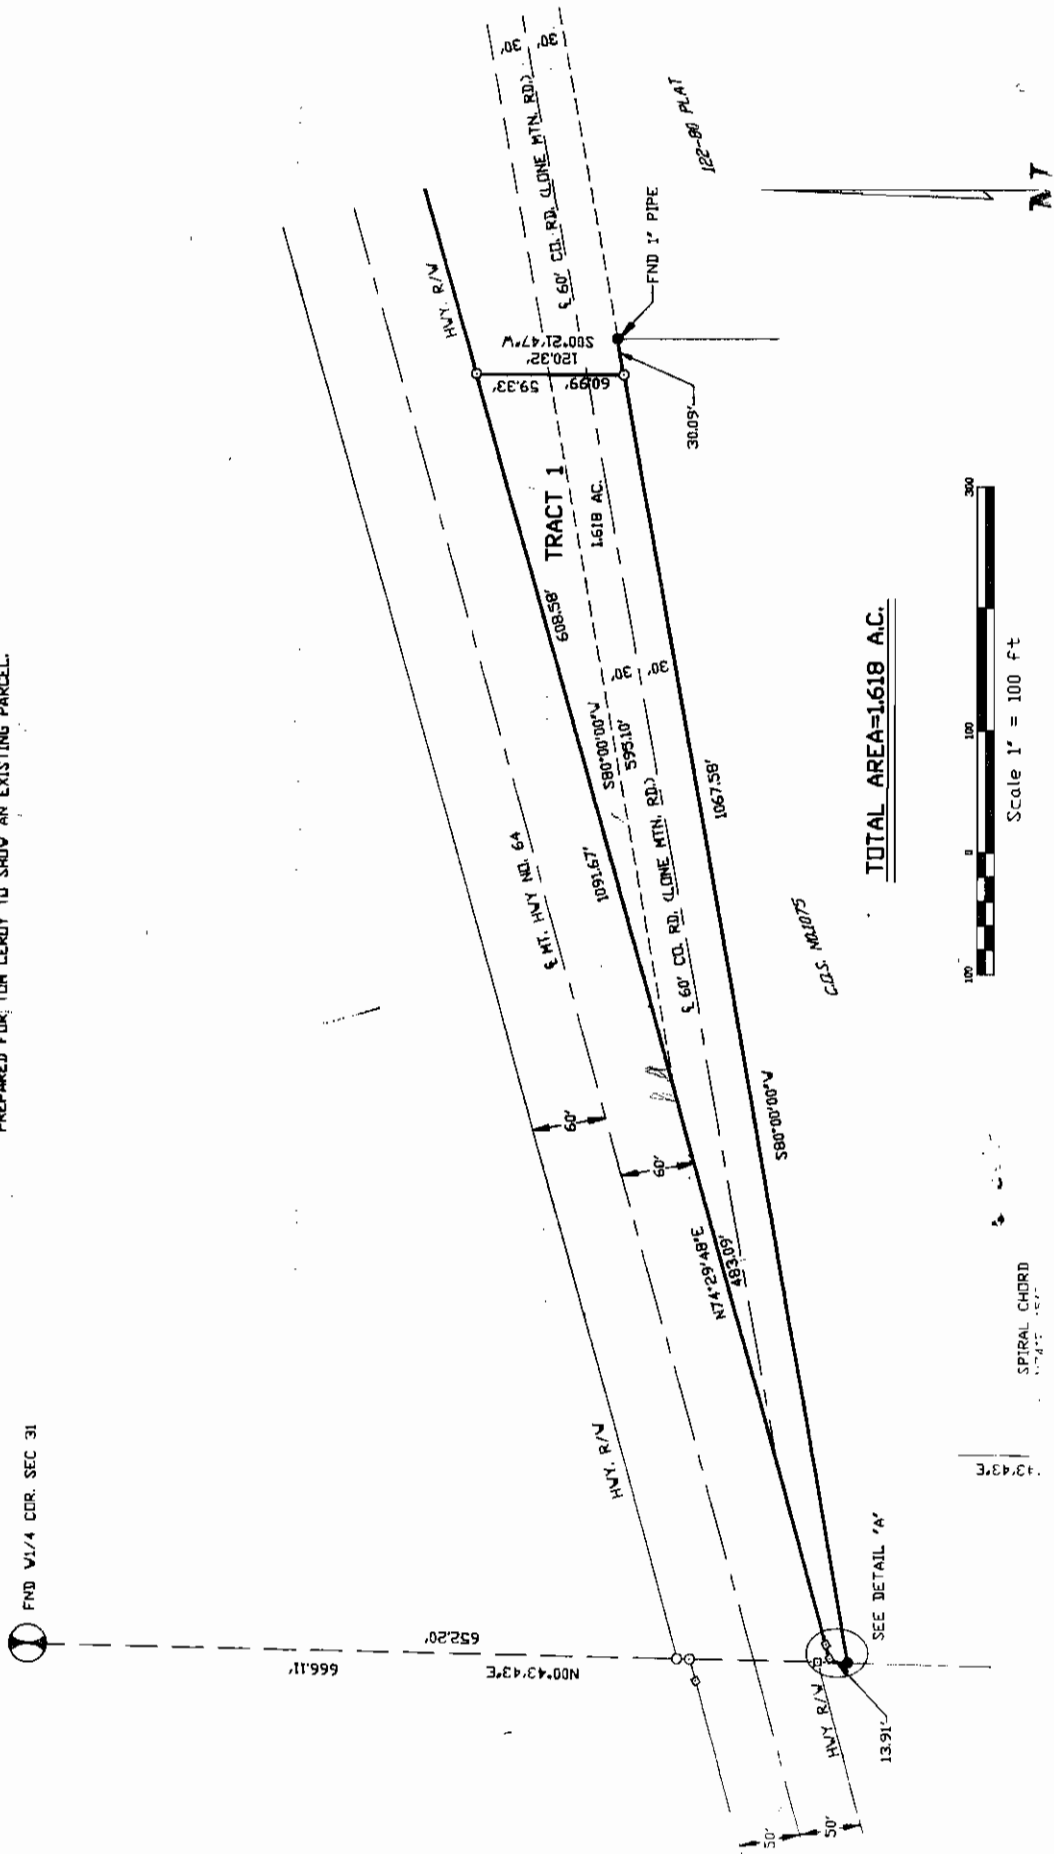 PREPARED FOR: TOM LEROY TO SHOW AN EXISTING PARCEL.
FND W1/4 COR. SEC 31
652.20'
666.11'
N00°43'43"E
HWY. R/W
℄ MT. HWY NO. 64
60'
60'
HWY. R/W
30'
30'
℄ 60' CO. RD. (LONE MTN. RD.)
122-80 PLAT
FND 1" PIPE
S00°21'47"W
120.32'
59.33'
60.99'
30.09'
TRACT 1
1.618 AC.
608.58'
1091.67'
S80°00'00"W
595.10'
30'
30'
℄ 60' CO. RD. (LONE MTN. RD.)
1067.58'
N74°29'48"E
483.09'
S80°00'00"W
C.O.S. NO.1075
SEE DETAIL 'A'
HWY R/W
13.91'
50'
50'
TOTAL AREA=1.618 A.C.
100
0
100
300
Scale 1" = 100 ft
SPIRAL CHORD
43'43"E
N